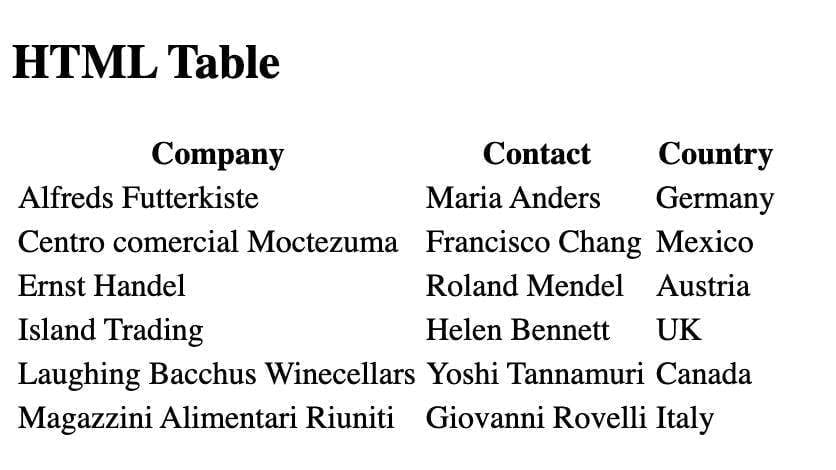 HTML Table
Company Contact Country
Alfreds Futterkiste Maria Anders Germany
Centro comercial Moctezuma Francisco Chang Mexico
Ernst Handel Roland Mendel Austria
Island Trading Helen Bennett UK
Laughing Bacchus Winecellars Yoshi Tannamuri Canada
Magazzini Alimentari Riuniti Giovanni Rovelli Italy